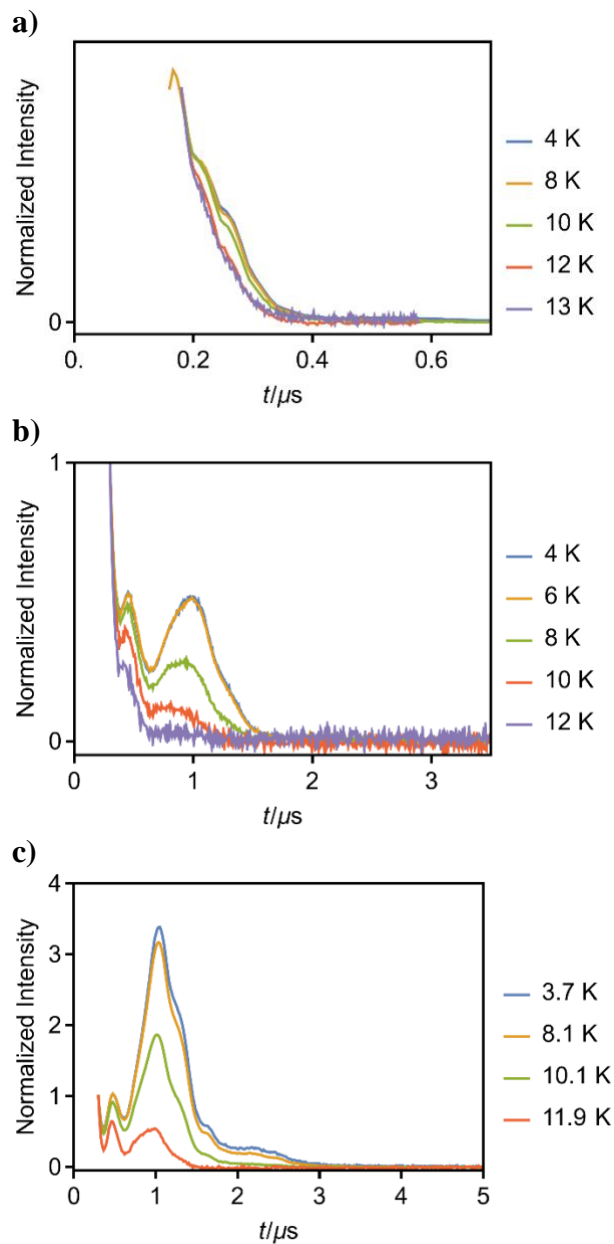 a)
Normalized Intensity
0
0.
0.2
0.4
0.6
t/μs
4 K
8 K
10 K
12 K
13 K
b)
Normalized Intensity
1
0
0
1
2
3
t/μs
4 K
6 K
8 K
10 K
12 K
c)
Normalized Intensity
4
3
2
1
0
0
1
2
3
4
5
t/μs
3.7 K
8.1 K
10.1 K
11.9 K